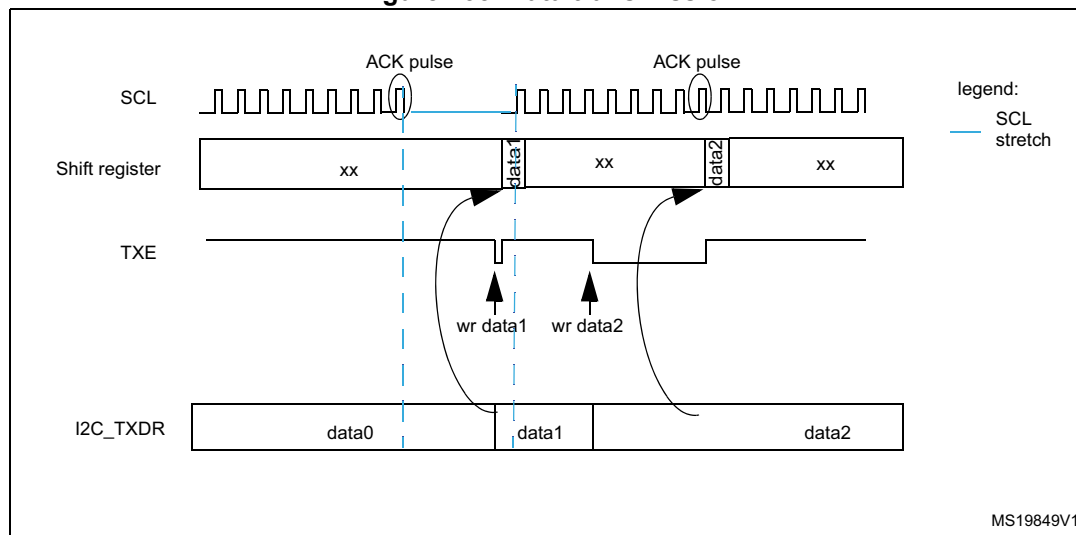 ACK pulse
ACK pulse
SCL
legend:
SCL
stretch
Shift register
xx
data1
xx
data2
xx
TXE
wr data1
wr data2
I2C_TXDR
data0
data1
data2
MS19849V1